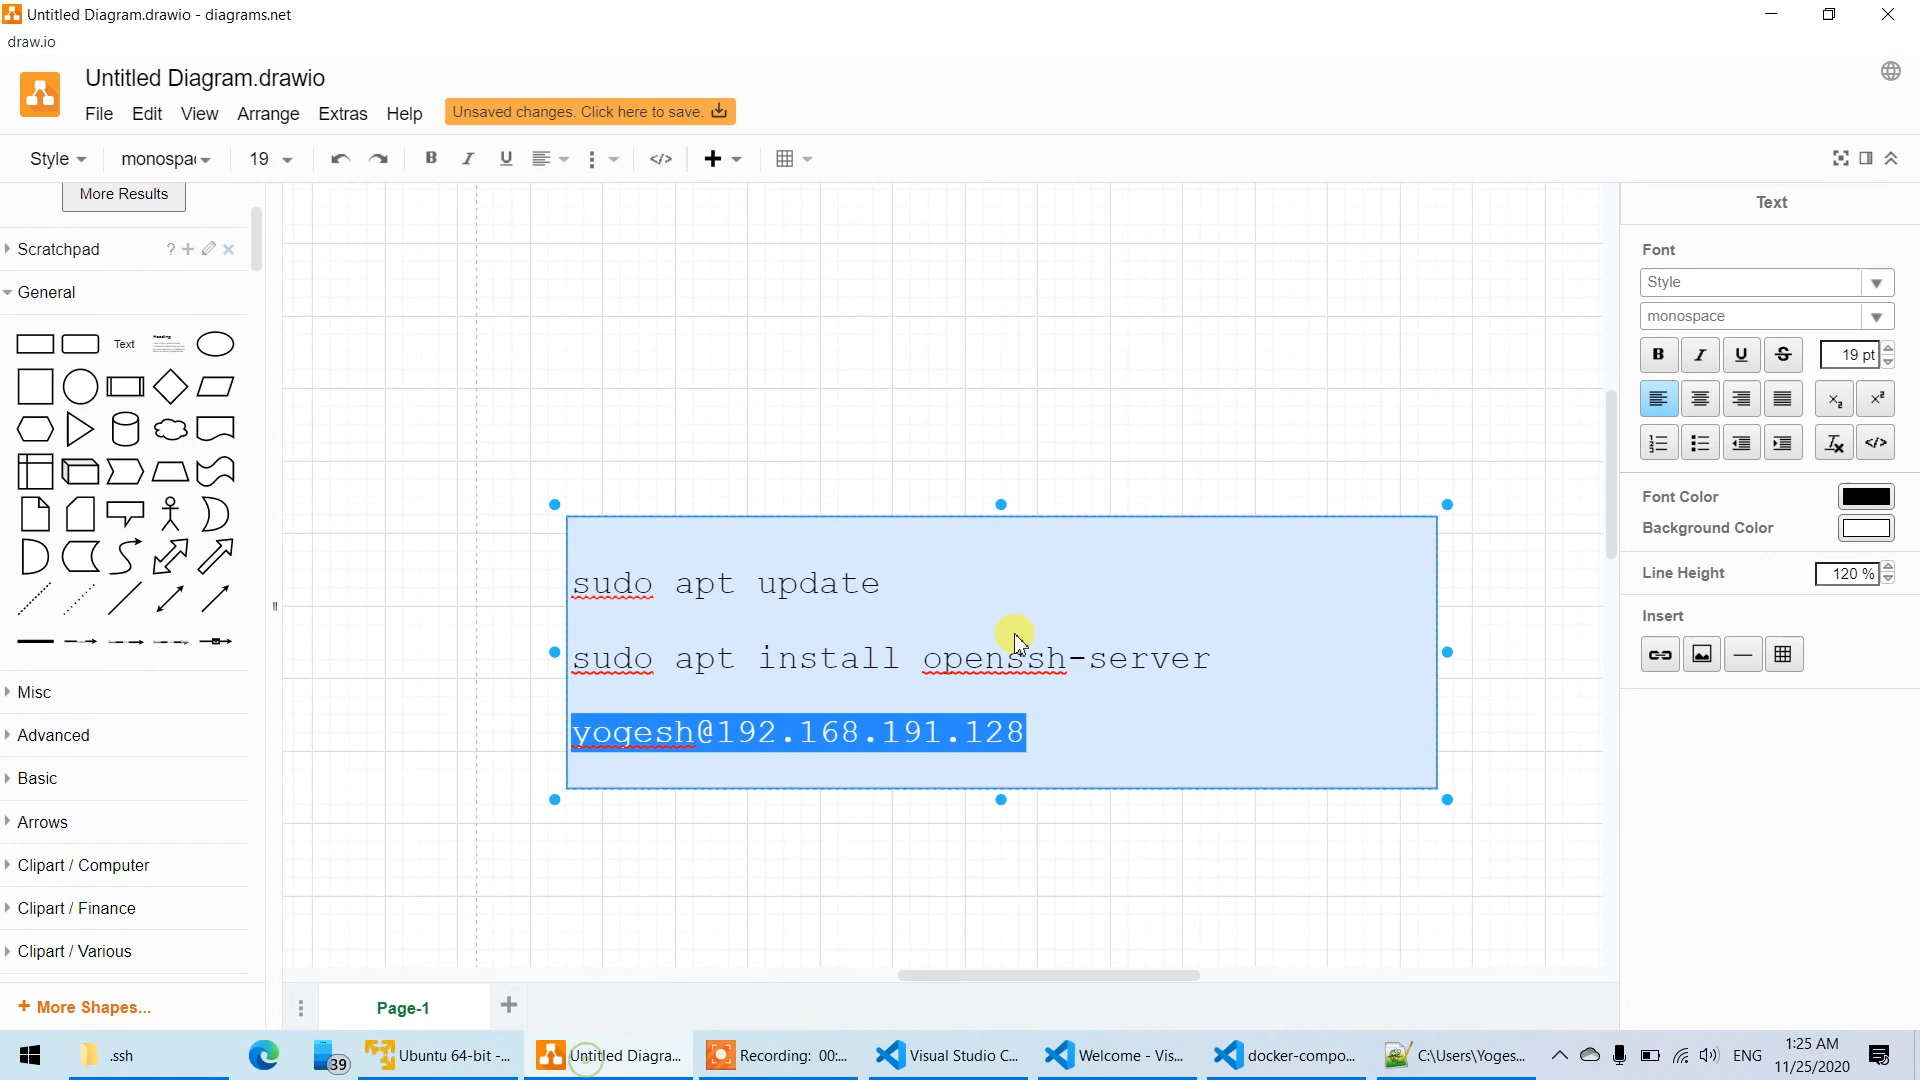 Untitled Diagram.drawio - diagrams.net
draw.io
Untitled Diagram.drawio
File Edit View Arrange Extras Help Unsaved changes. Click here to save.
Style monospac 19 B I U </>
More Results
Scratchpad ?
General
Text
Heading
Misc
Advanced
Basic
Arrows
Clipart / Computer
Clipart / Finance
Clipart / Various
+ More Shapes...
sudo apt update
sudo apt install openssh-server
yogesh@192.168.191.128
Page-1
Text
Font
Style
monospace
B I U S 19 pt
Font Color
Background Color
Line Height 120 %
Insert
.ssh 39 Ubuntu 64-bit -... Untitled Diagra... Recording: 00:... Visual Studio C... Welcome - Vis... docker-compo... C:\Users\Yoges... ENG 1:25 AM
11/25/2020